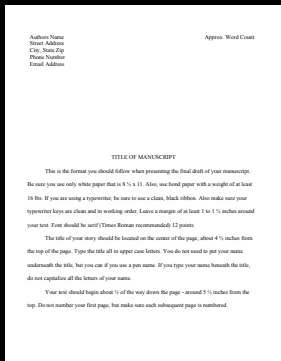 Authors Name
Approx. Word Count
Street Address
City, State Zip
Phone Number
Email Address
TITLE OF MANUSCRIPT
This is the format you should follow when presenting the final draft of your manuscript.
Be sure you use only white paper that is 8 ½ x 11. Also, use bond paper with a weight of at least
16 lbs. If you are using a typewriter, be sure to use a clean, black ribbon. Also make sure your
typewriter keys are clean and in working order. Leave a margin of at least 1 to 1 ½ inches around
your text. Font should be serif (Times Roman recommended) 12 points.
The title of your story should be located on the center of the page, about 4 ½ inches from
the top of the page. Type the title all in upper case letters. You do not need to put your name
underneath the title, but you can if you use a pen name. If you type your name beneath the title,
do not capitalize all the letters of your name.
Your text should begin about ½ of the way down the page - around 5 ½ inches from the
top. Do not number your first page, but make sure each subsequent page is numbered.